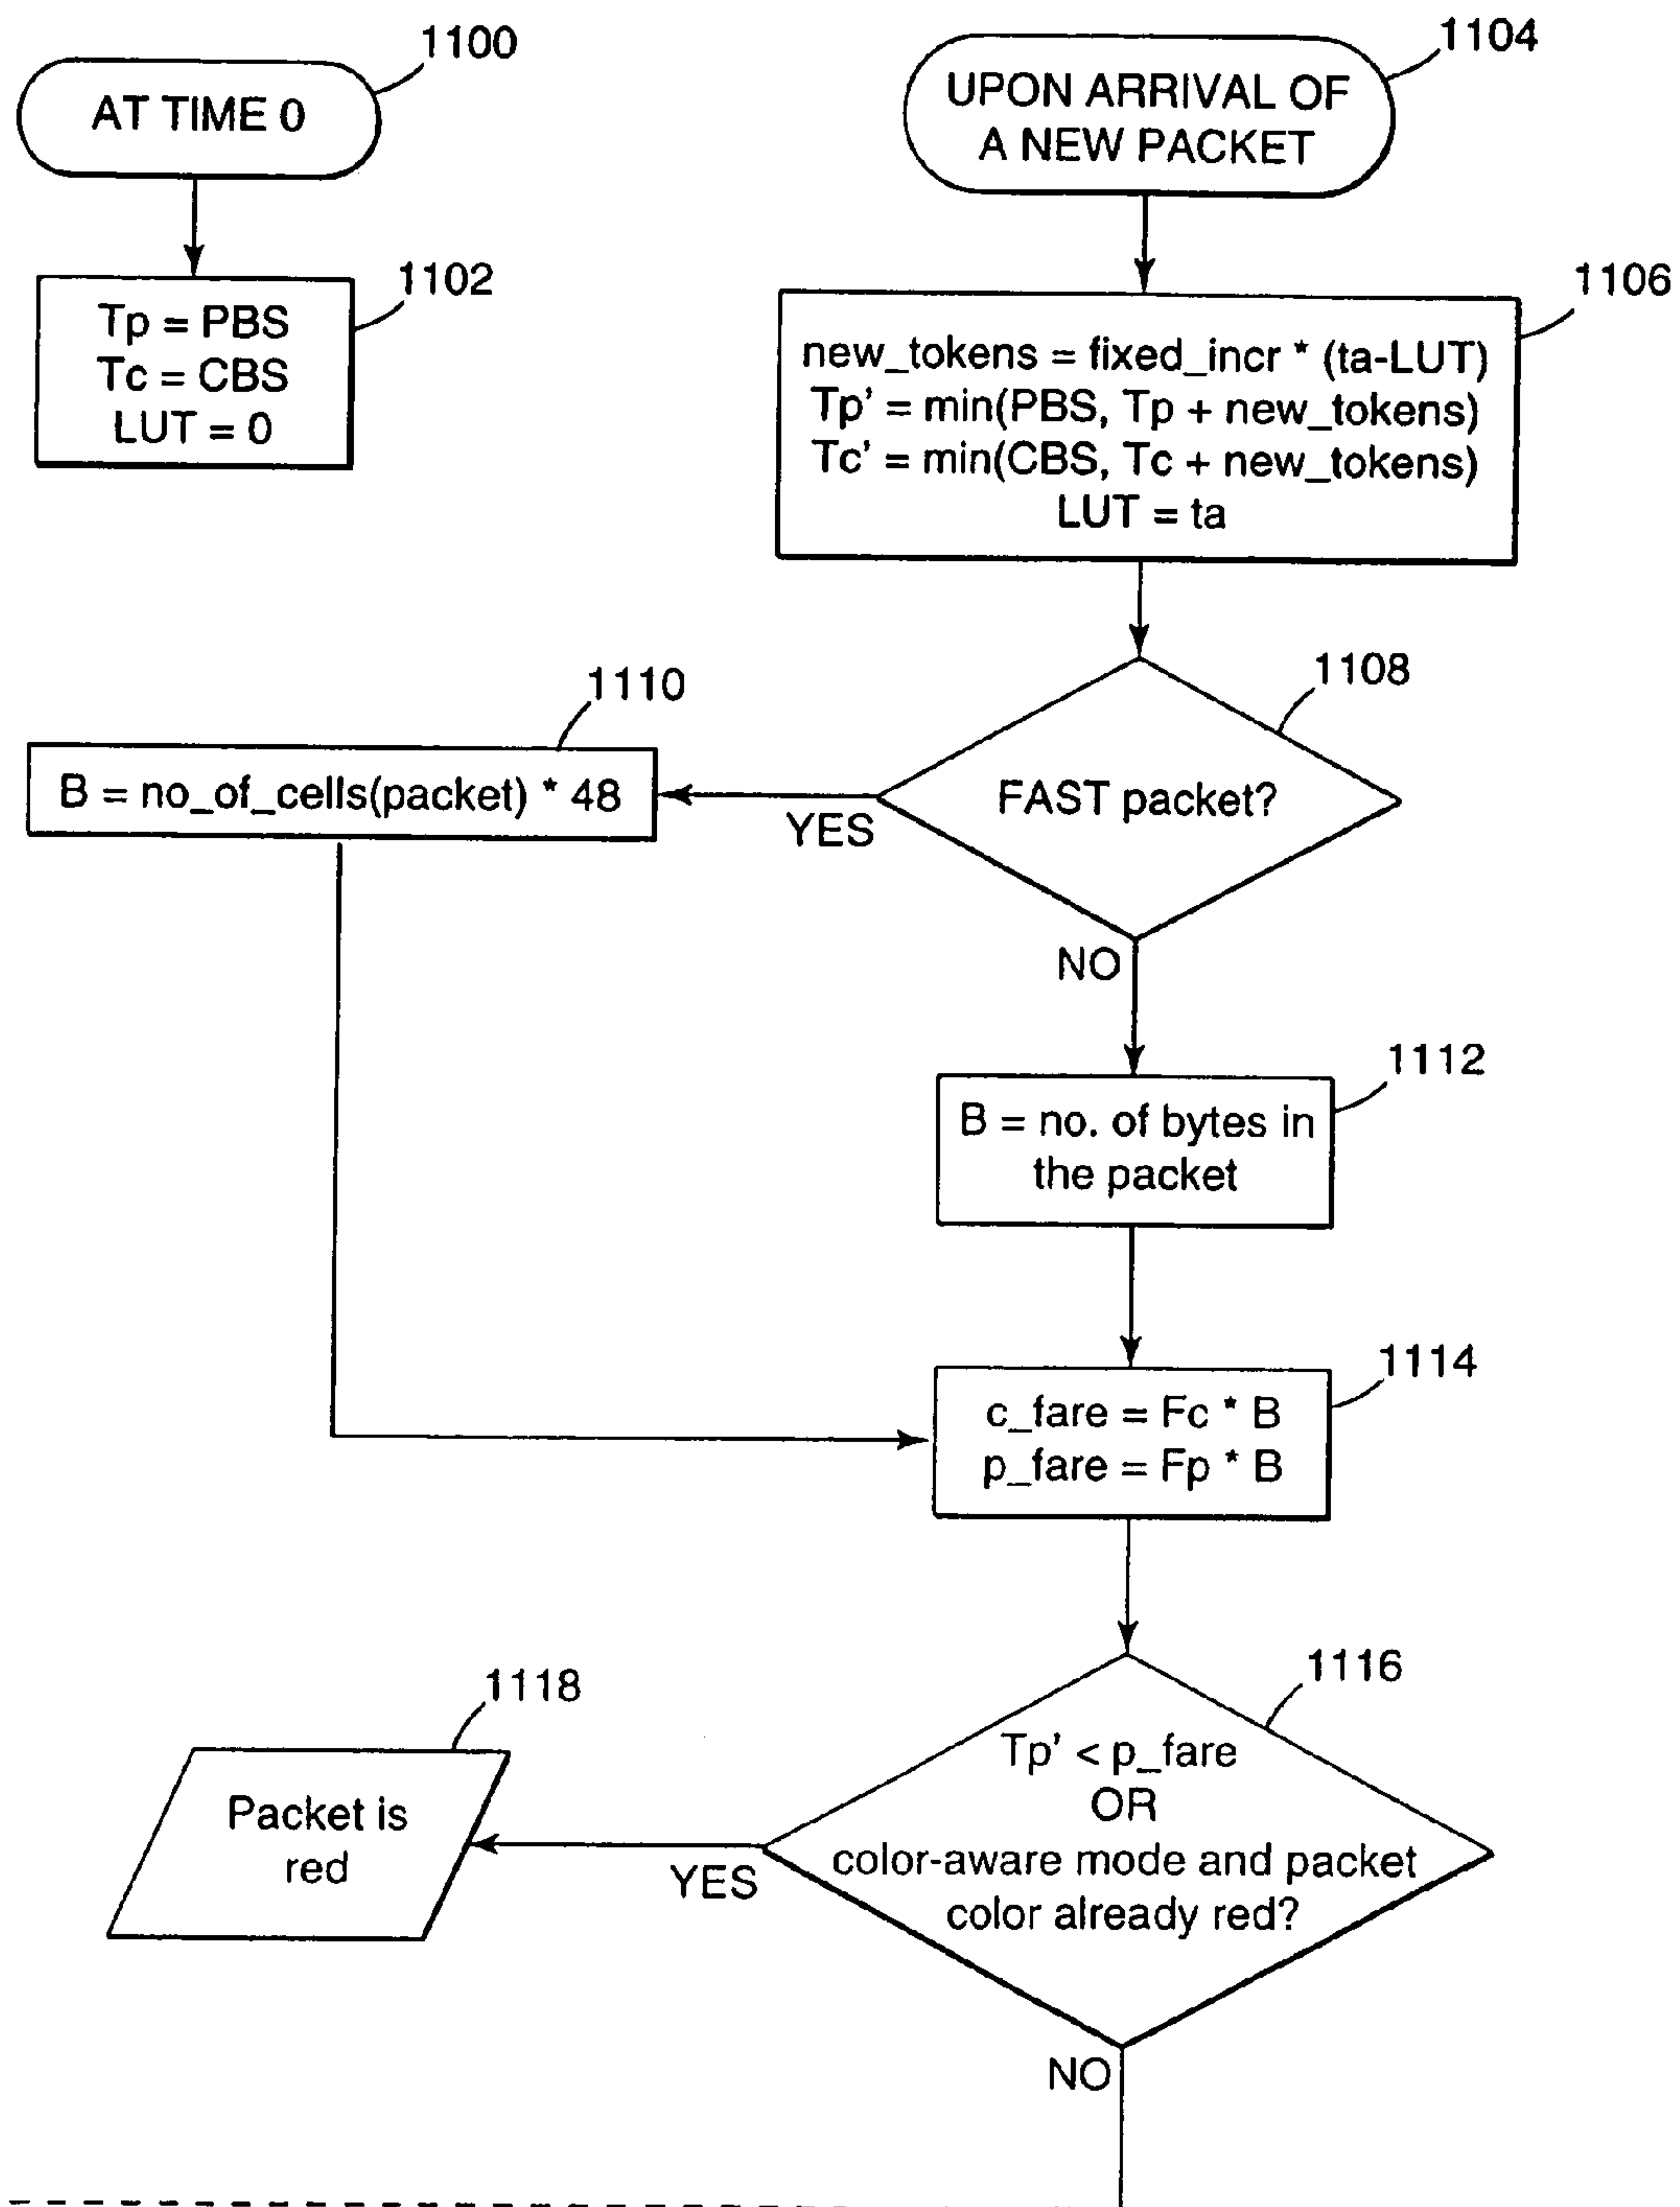 1100
AT TIME 0
1102
Tp = PBS
Tc = CBS
LUT = 0
1104
UPON ARRIVAL OF
A NEW PACKET
1106
new_tokens = fixed_incr * (ta-LUT)
Tp' = min(PBS, Tp + new_tokens)
Tc' = min(CBS, Tc + new_tokens)
LUT = ta
1108
FAST packet?
YES
1110
B = no_of_cells(packet) * 48
NO
1112
B = no. of bytes in
the packet
1114
c_fare = Fc * B
p_fare = Fp * B
1116
Tp' < p_fare
OR
color-aware mode and packet
color already red?
YES
1118
Packet is
red
NO